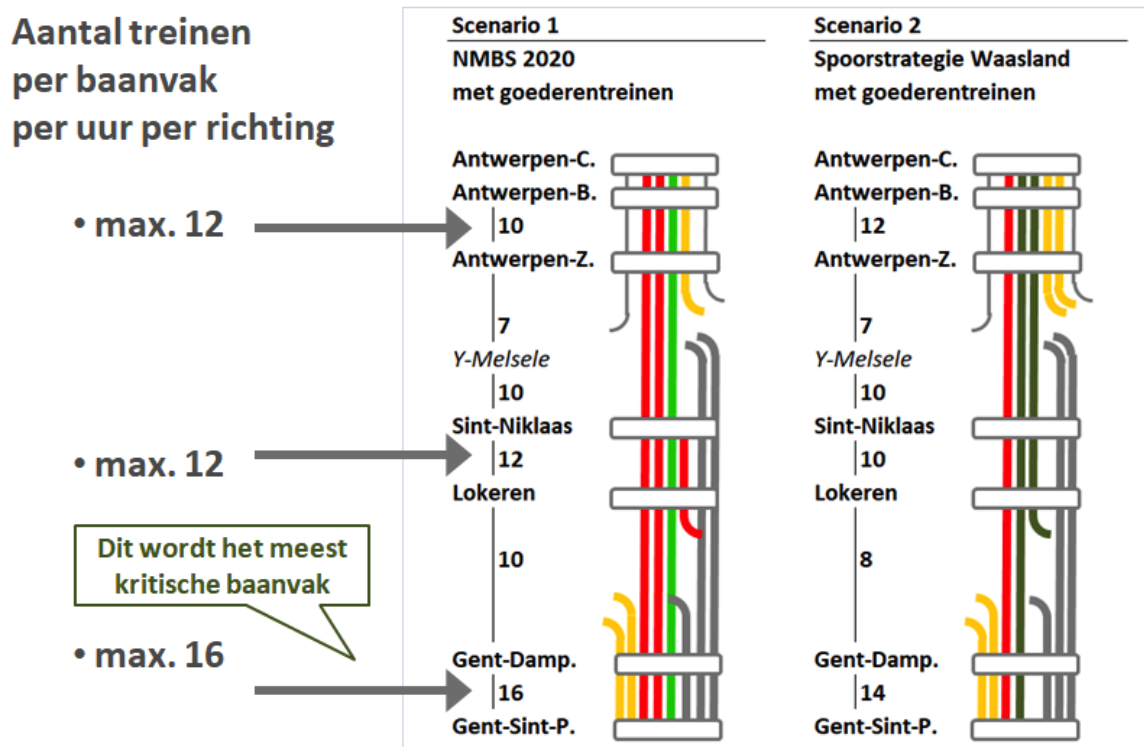 Aantal treinen
per baanvak
per uur per richting
• max. 12
• max. 12
Dit wordt het meest
kritische baanvak
• max. 16
Scenario 1
NMBS 2020
met goederentreinen
Antwerpen-C.
Antwerpen-B.
10
Antwerpen-Z.
7
Y-Melsele
10
Sint-Niklaas
12
Lokeren
10
Gent-Damp.
16
Gent-Sint-P.
Scenario 2
Spoorstrategie Waasland
met goederentreinen
Antwerpen-C.
Antwerpen-B.
12
Antwerpen-Z.
7
Y-Melsele
10
Sint-Niklaas
10
Lokeren
8
Gent-Damp.
14
Gent-Sint-P.